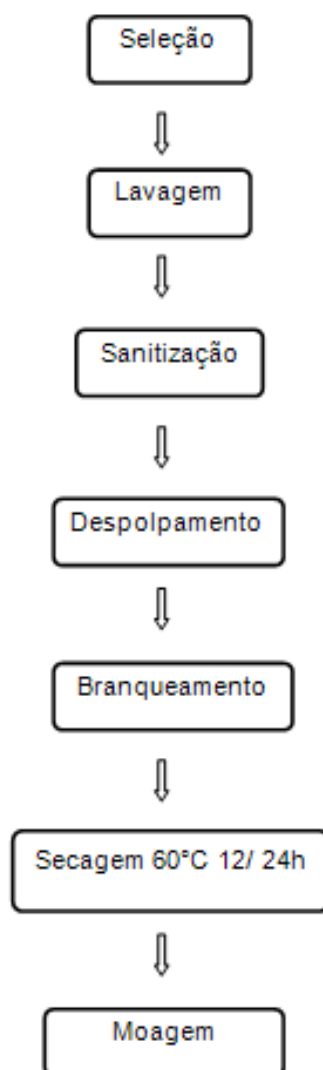 Seleção
Lavagem
Sanitização
Despolpamento
Branqueamento
Secagem 60°C 12/ 24h
Moagem